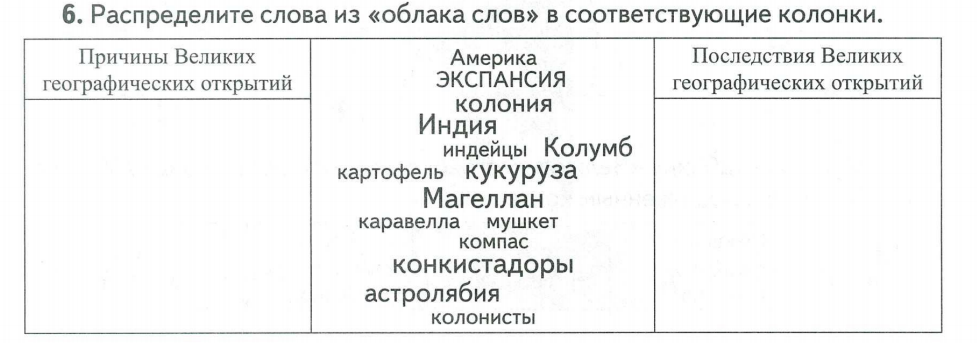 6. Распределите слова из «облака слов» в соответствующие колонки.
Причины Великих
географических открытий
Америка
ЭКСПАНСИЯ
колония
Индия
индейцы Колумб
картофель кукуруза
Магеллан
каравелла мушкет
компас
конкистадоры
астролябия
колонисты
Последствия Великих
географических открытий